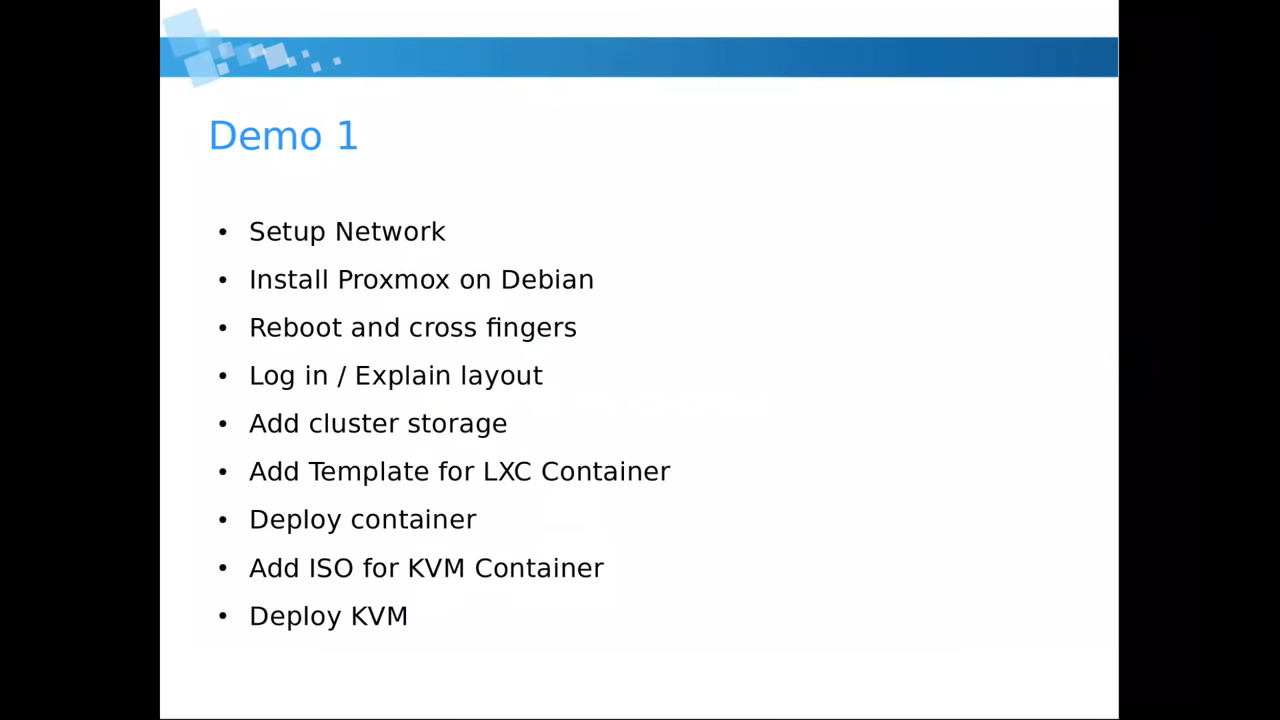 Demo 1
• Setup Network
• Install Proxmox on Debian
• Reboot and cross fingers
• Log in / Explain layout
• Add cluster storage
• Add Template for LXC Container
• Deploy container
• Add ISO for KVM Container
• Deploy KVM